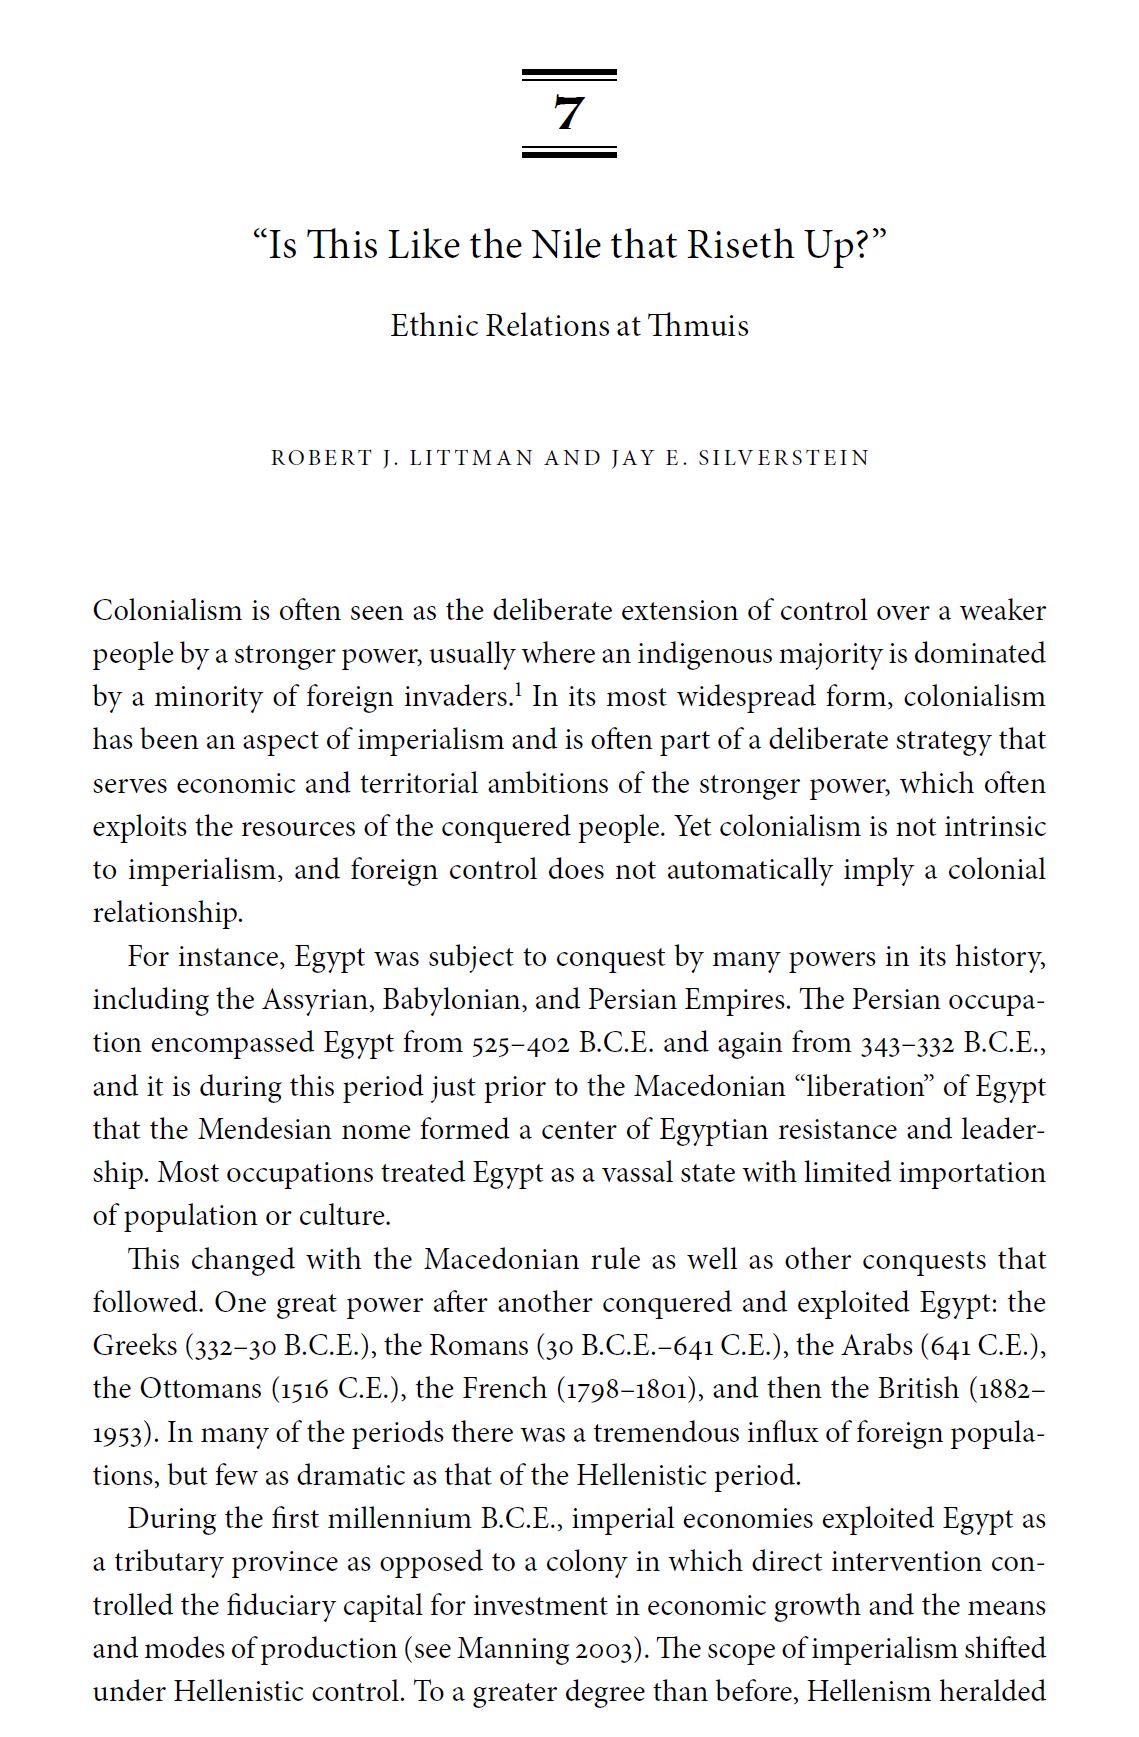 7
“Is This Like the Nile that Riseth Up?”
Ethnic Relations at Thmuis
ROBERT J. LITTMAN AND JAY E. SILVERSTEIN
Colonialism is often seen as the deliberate extension of control over a weaker
people by a stronger power, usually where an indigenous majority is dominated
by a minority of foreign invaders.1 In its most widespread form, colonialism
has been an aspect of imperialism and is often part of a deliberate strategy that
serves economic and territorial ambitions of the stronger power, which often
exploits the resources of the conquered people. Yet colonialism is not intrinsic
to imperialism, and foreign control does not automatically imply a colonial
relationship.
For instance, Egypt was subject to conquest by many powers in its history,
including the Assyrian, Babylonian, and Persian Empires. The Persian occupa-
tion encompassed Egypt from 525–402 B.C.E. and again from 343–332 B.C.E.,
and it is during this period just prior to the Macedonian “liberation” of Egypt
that the Mendesian nome formed a center of Egyptian resistance and leader-
ship. Most occupations treated Egypt as a vassal state with limited importation
of population or culture.
This changed with the Macedonian rule as well as other conquests that
followed. One great power after another conquered and exploited Egypt: the
Greeks (332–30 B.C.E.), the Romans (30 B.C.E.–641 C.E.), the Arabs (641 C.E.),
the Ottomans (1516 C.E.), the French (1798–1801), and then the British (1882–
1953). In many of the periods there was a tremendous influx of foreign popula-
tions, but few as dramatic as that of the Hellenistic period.
During the first millennium B.C.E., imperial economies exploited Egypt as
a tributary province as opposed to a colony in which direct intervention con-
trolled the fiduciary capital for investment in economic growth and the means
and modes of production (see Manning 2003). The scope of imperialism shifted
under Hellenistic control. To a greater degree than before, Hellenism heralded